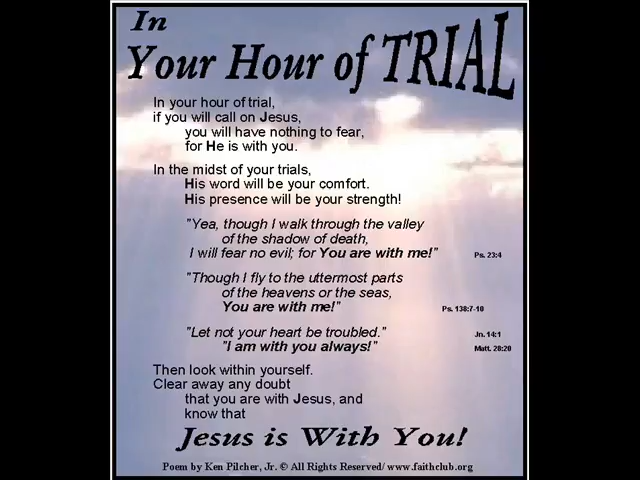 In
Your Hour of TRIAL
In your hour of trial,
if you will call on Jesus,
you will have nothing to fear,
for He is with you.
In the midst of your trials,
His word will be your comfort.
His presence will be your strength!
"Yea, though I walk through the valley
of the shadow of death,
I will fear no evil; for You are with me!" Ps. 23:4
"Though I fly to the uttermost parts
of the heavens or the seas,
You are with me!" Ps. 138:7-10
"Let not your heart be troubled." Jn. 14:1
"I am with you always!" Matt. 28:20
Then look within yourself.
Clear away any doubt
that you are with Jesus, and
know that
Jesus is With You!
Poem by Ken Pilcher, Jr. © All Rights Reserved/ www.faithclub.org